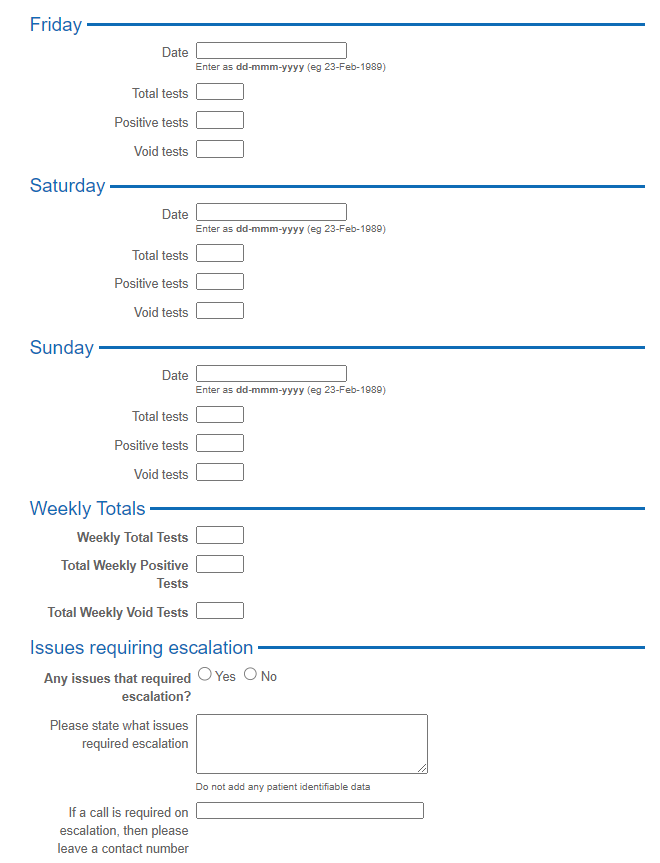 Friday
Date
Enter as dd-mmm-yyyy (eg 23-Feb-1989)
Total tests
Positive tests
Void tests
Saturday
Date
Enter as dd-mmm-yyyy (eg 23-Feb-1989)
Total tests
Positive tests
Void tests
Sunday
Date
Enter as dd-mmm-yyyy (eg 23-Feb-1989)
Total tests
Positive tests
Void tests
Weekly Totals
Weekly Total Tests
Total Weekly Positive
Tests
Total Weekly Void Tests
Issues requiring escalation
Any issues that required
escalation?
Yes No
Please state what issues
required escalation
Do not add any patient identifiable data
If a call is required on
escalation, then please
leave a contact number